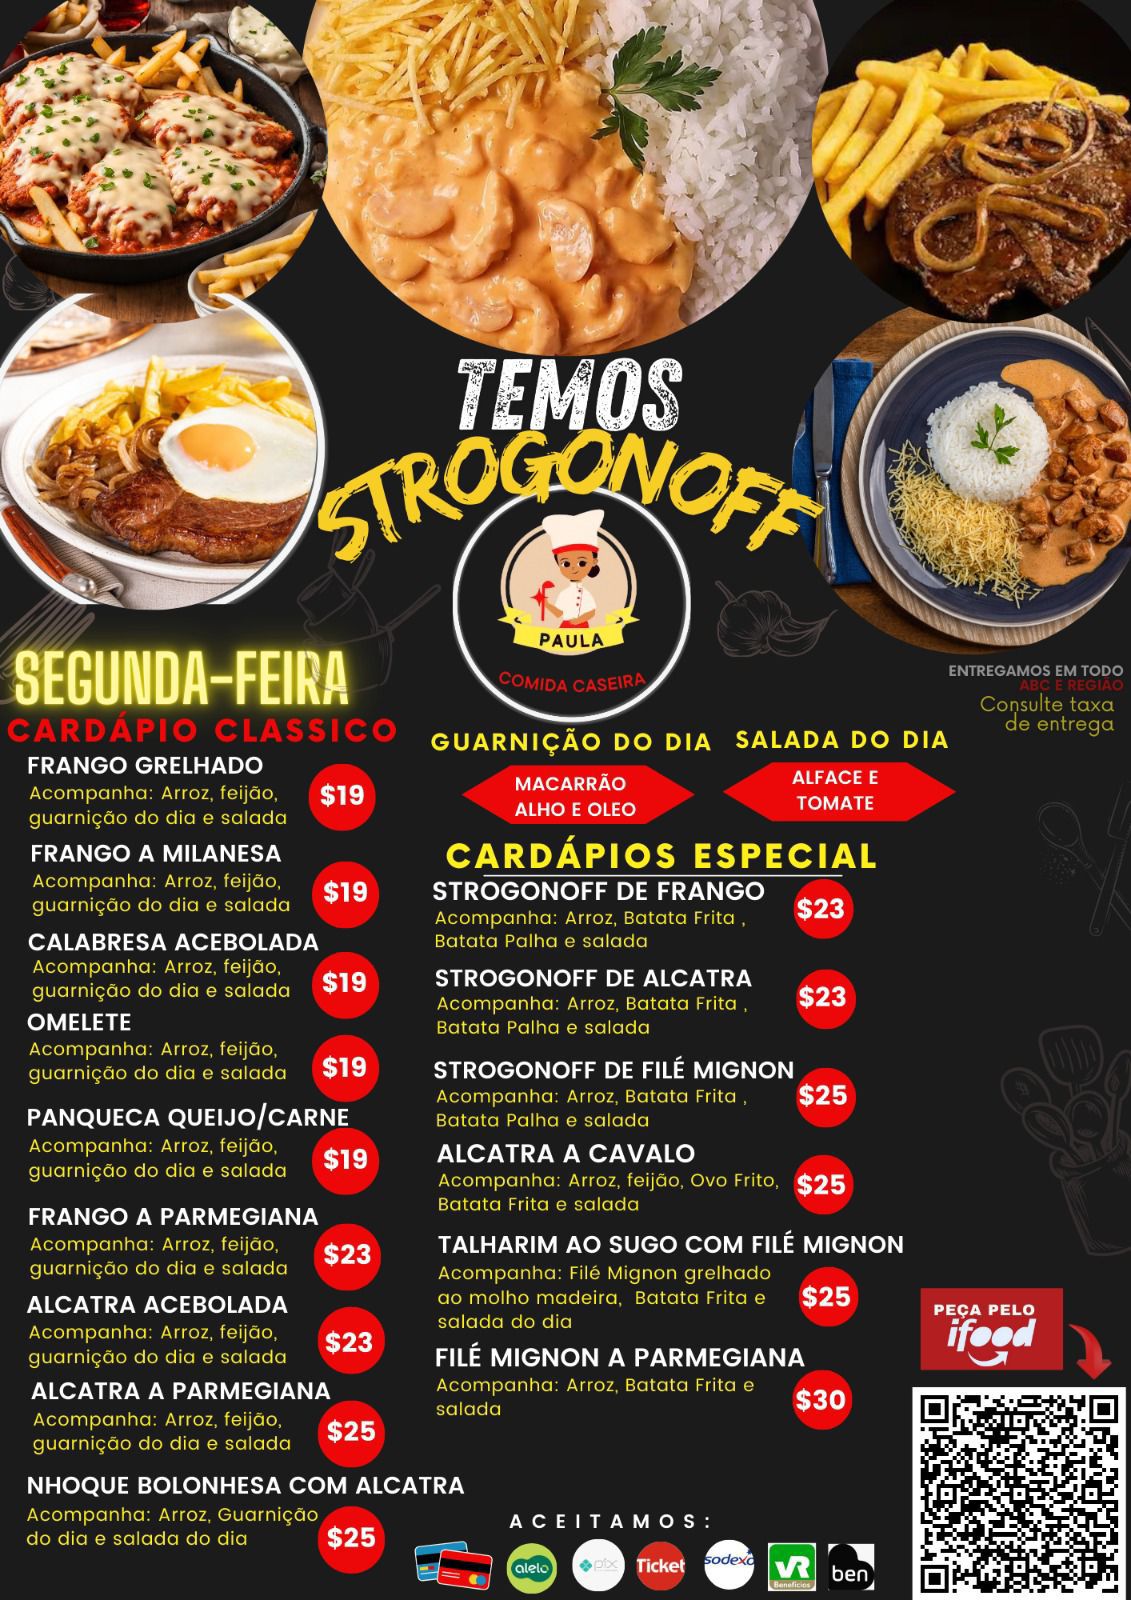 TEMOS
STROGONOFF
PAULA
COMIDA CASEIRA
ENTREGAMOS EM TODO
ABC E REGIÃO
Consulte taxa
de entrega
SEGUNDA-FEIRA
CARDÁPIO CLASSICO
FRANGO GRELHADO
Acompanha: Arroz, feijão,
guarnição do dia e salada
$19
FRANGO A MILANESA
Acompanha: Arroz, feijão,
guarnição do dia e salada
$19
CALABRESA ACEBOLADA
Acompanha: Arroz, feijão,
guarnição do dia e salada
$19
OMELETE
Acompanha: Arroz, feijão,
guarnição do dia e salada
$19
PANQUECA QUEIJO/CARNE
Acompanha: Arroz, feijão,
guarnição do dia e salada
$19
FRANGO A PARMEGIANA
Acompanha: Arroz, feijão,
guarnição do dia e salada
$23
ALCATRA ACEBOLADA
Acompanha: Arroz, feijão,
guarnição do dia e salada
$23
ALCATRA A PARMEGIANA
Acompanha: Arroz, feijão,
guarnição do dia e salada
$25
NHOQUE BOLONHESA COM ALCATRA
Acompanha: Arroz, Guarnição
do dia e salada do dia
$25
GUARNIÇÃO DO DIA
MACARRÃO
ALHO E OLEO
SALADA DO DIA
ALFACE E
TOMATE
CARDÁPIOS ESPECIAL
STROGONOFF DE FRANGO
Acompanha: Arroz, Batata Frita ,
Batata Palha e salada
$23
STROGONOFF DE ALCATRA
Acompanha: Arroz, Batata Frita ,
Batata Palha e salada
$23
STROGONOFF DE FILÉ MIGNON
Acompanha: Arroz, Batata Frita ,
Batata Palha e salada
$25
ALCATRA A CAVALO
Acompanha: Arroz, feijão, Ovo Frito,
Batata Frita e salada
$25
TALHARIM AO SUGO COM FILÉ MIGNON
Acompanha: Filé Mignon grelhado
ao molho madeira, Batata Frita e
salada do dia
$25
FILÉ MIGNON A PARMEGIANA
Acompanha: Arroz, Batata Frita e
salada
$30
PEÇA PELO
ifood
ACEITAMOS:
alelo
pix
Ticket
sodexo
VR
Benefícios
ben